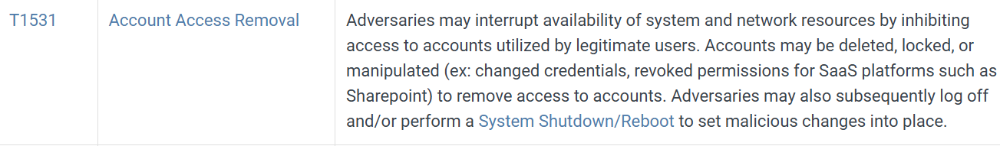 T1531 Account Access Removal Adversaries may interrupt availability of system and network resources by inhibiting
access to accounts utilized by legitimate users. Accounts may be deleted, locked, or
manipulated (ex: changed credentials, revoked permissions for SaaS platforms such as
Sharepoint) to remove access to accounts. Adversaries may also subsequently log off
and/or perform a System Shutdown/Reboot to set malicious changes into place.